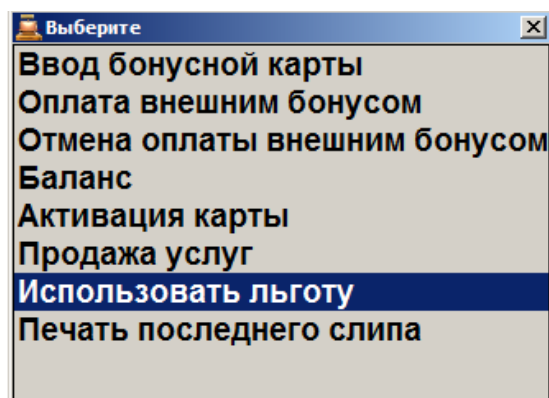 Выберите
Ввод бонусной карты
Оплата внешним бонусом
Отмена оплаты внешним бонусом
Баланс
Активация карты
Продажа услуг
Использовать льготу
Печать последнего слипа